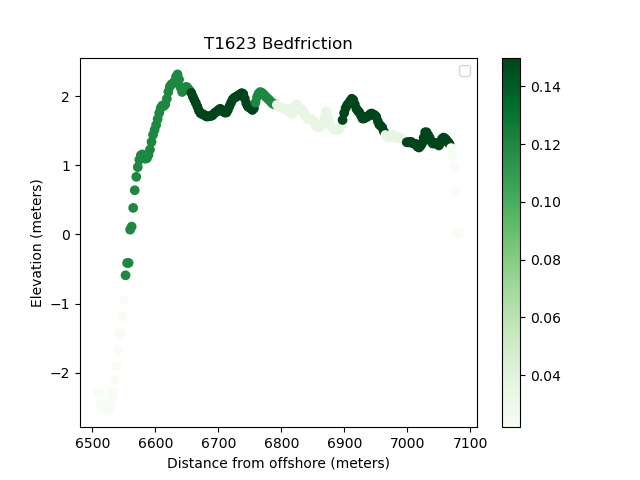 T1623 Bedfriction
Elevation (meters)
2
1
0
−1
−2
6500 6600 6700 6800 6900 7000 7100
Distance from offshore (meters)
0.14
0.12
0.10
0.08
0.06
0.04